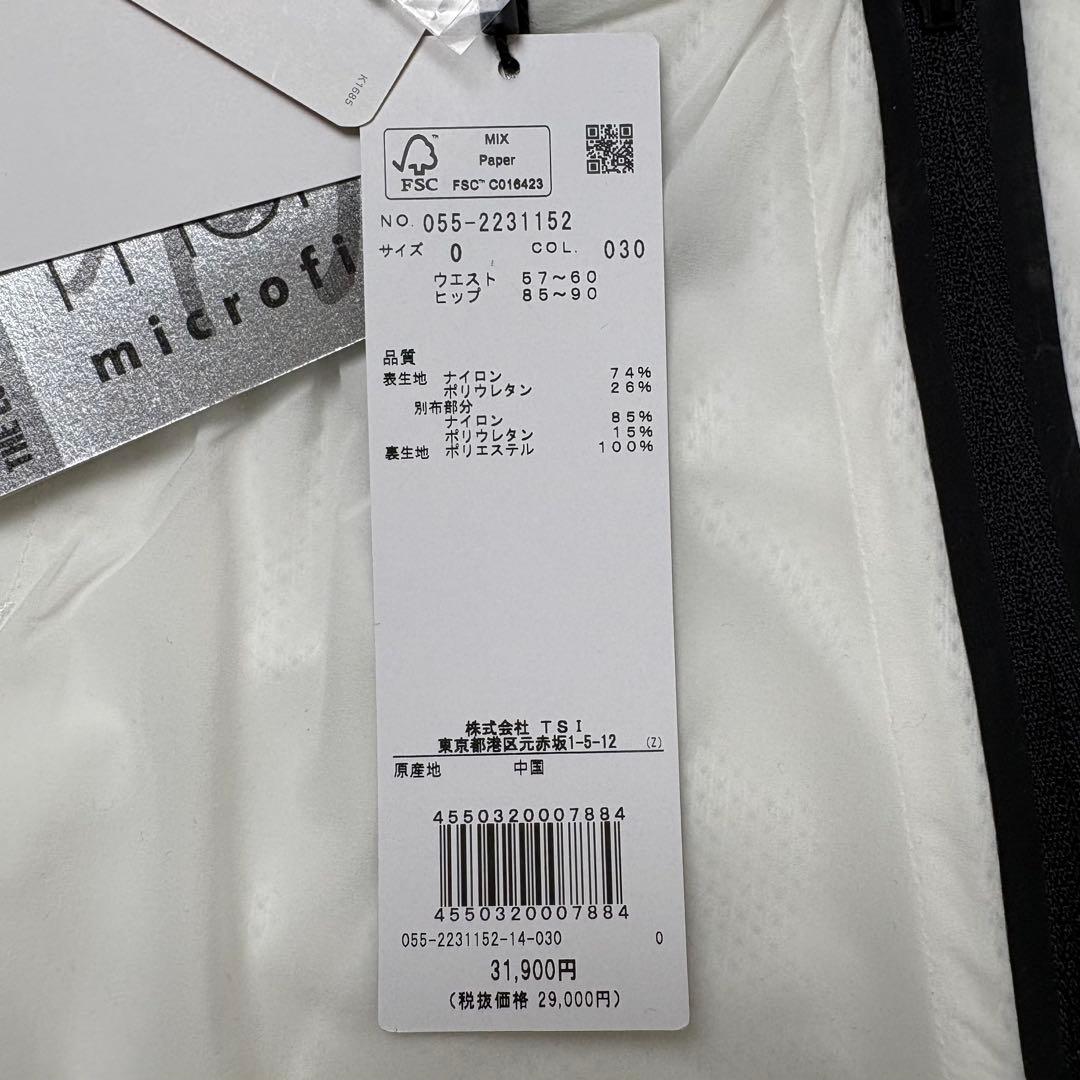 K1685
microfi
MIX
Paper
FSC™ C016423
FSC
NO. 055-2231152
サイズ 0 COL. 030
ウエスト 57〜60
ヒップ 85〜90
品質
表生地 ナイロン 74%
ポリウレタン 26%
別布部分
ナイロン 85%
ポリウレタン 15%
裏生地 ポリエステル 100%
株式会社 TSI
東京都港区元赤坂1-5-12 (Z)
原産地 中国
4550320007884
4550320007884
055-2231152-14-030 0
31,900円
(税抜価格 29,000円)